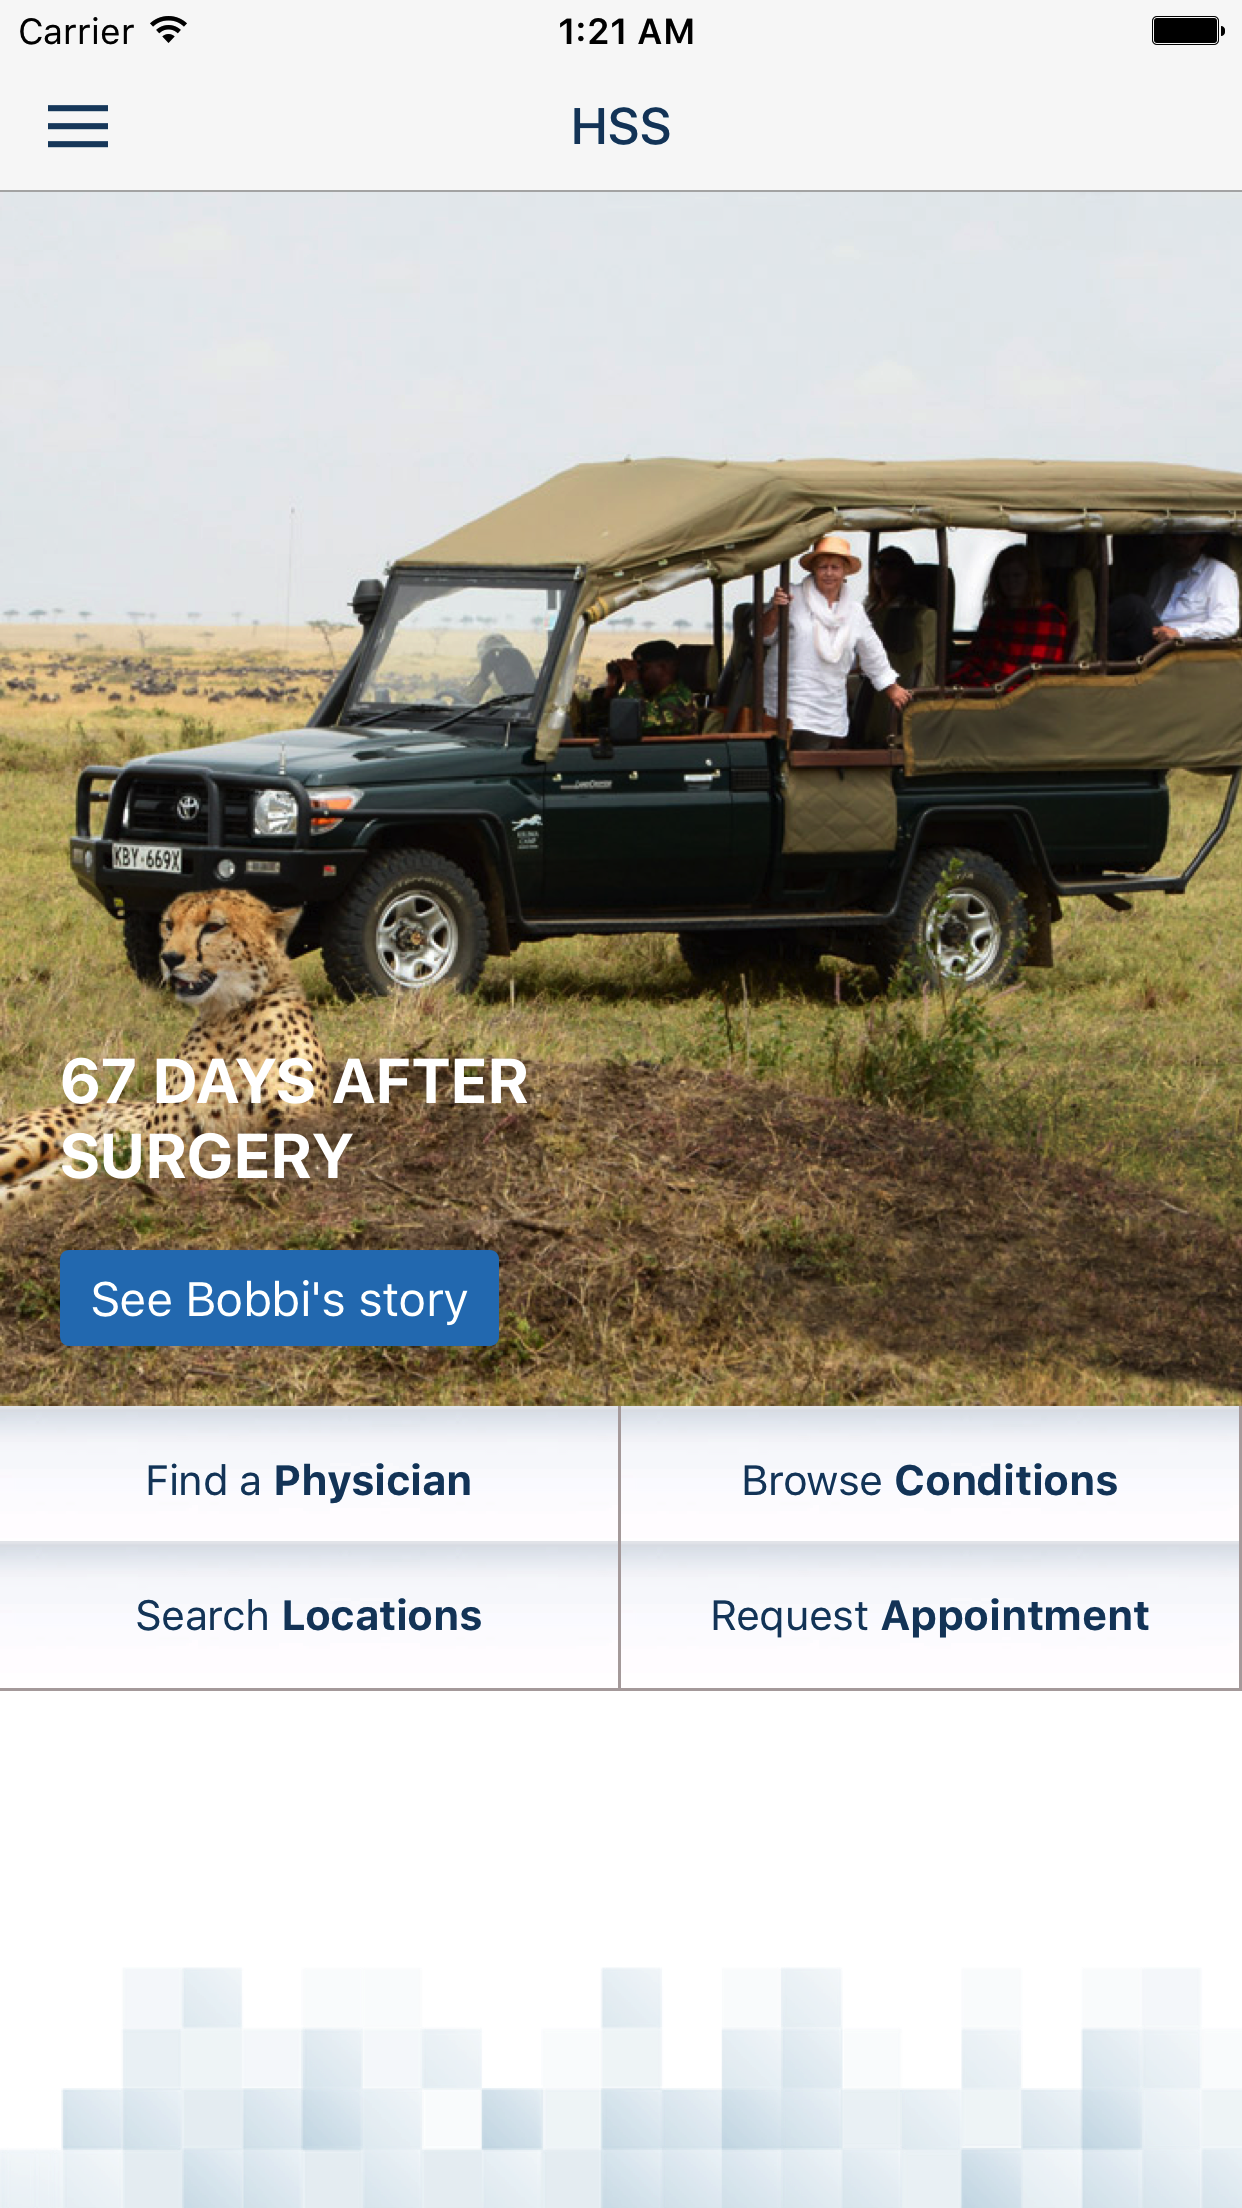 Carrier
1:21 AM
HSS
KBY·669X
67 DAYS AFTER
SURGERY
See Bobbi's story
Find a Physician
Browse Conditions
Search Locations
Request Appointment